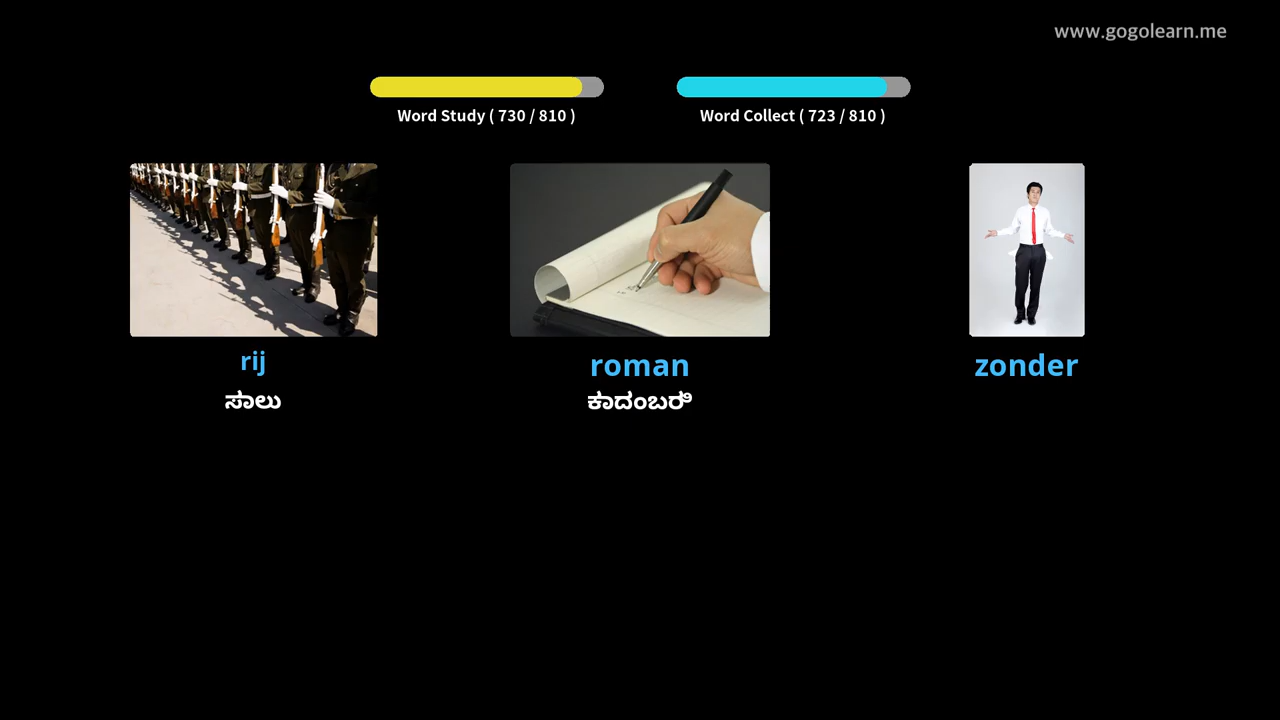 www.gogolearn.me
Word Study ( 730 / 810 )
Word Collect ( 723 / 810 )
rij
ಸಾಲು
roman
ಕಾದಂಬರಿ
zonder